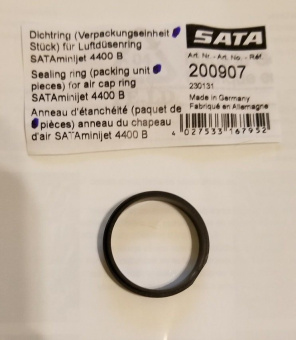 Dichtring (Verpackungseinheit
Stück) für Luftdüsenring
SATAminijet 4400 B
Sealing ring (packing unit
pieces) for air cap ring
SATAminijet 4400 B
Anneau d'étanchéité (paquet de
pièces) anneau du chapeau
d'air SATAminijet 4400 B
SATA
Art. Nr. - Art. No. - Réf.
200907
230131
Made in Germany
Fabriqué en Allemagne
4 027533 167952